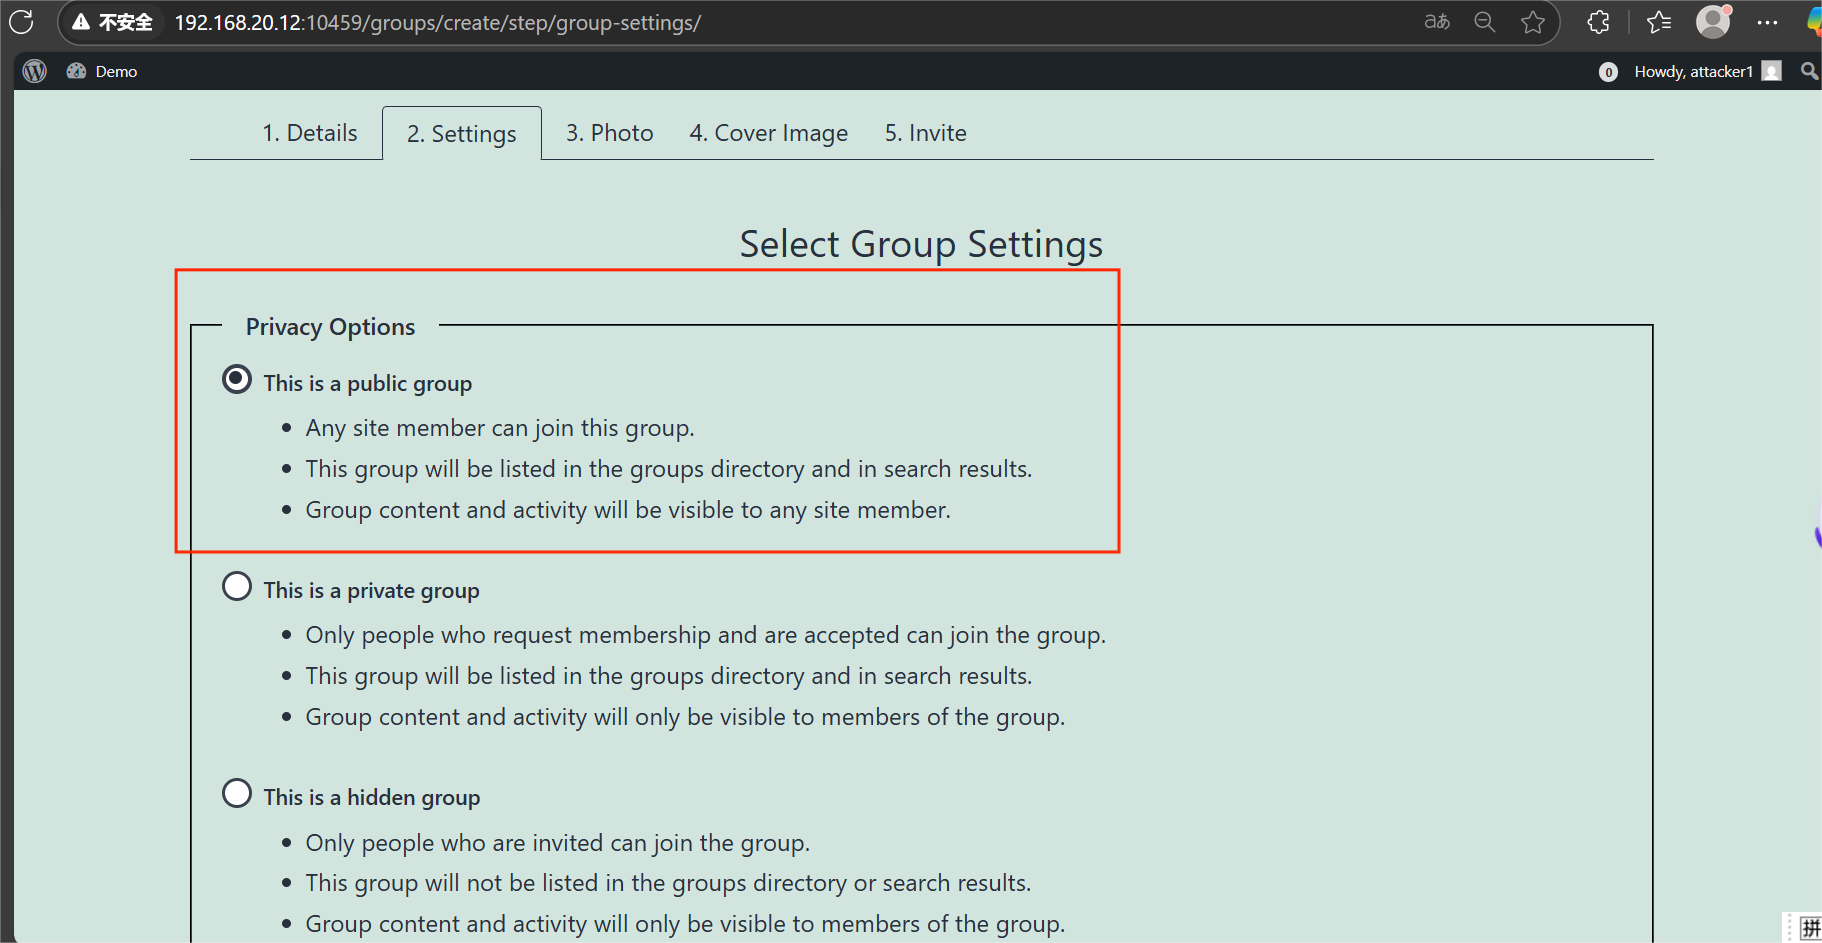 不安全 192.168.20.12:10459/groups/create/step/group-settings/ aあ
Demo 0 Howdy, attacker1
1. Details 2. Settings 3. Photo 4. Cover Image 5. Invite
Select Group Settings
Privacy Options
This is a public group
• Any site member can join this group.
• This group will be listed in the groups directory and in search results.
• Group content and activity will be visible to any site member.
This is a private group
• Only people who request membership and are accepted can join the group.
• This group will be listed in the groups directory and in search results.
• Group content and activity will only be visible to members of the group.
This is a hidden group
• Only people who are invited can join the group.
• This group will not be listed in the groups directory or search results.
• Group content and activity will only be visible to members of the group.
拼